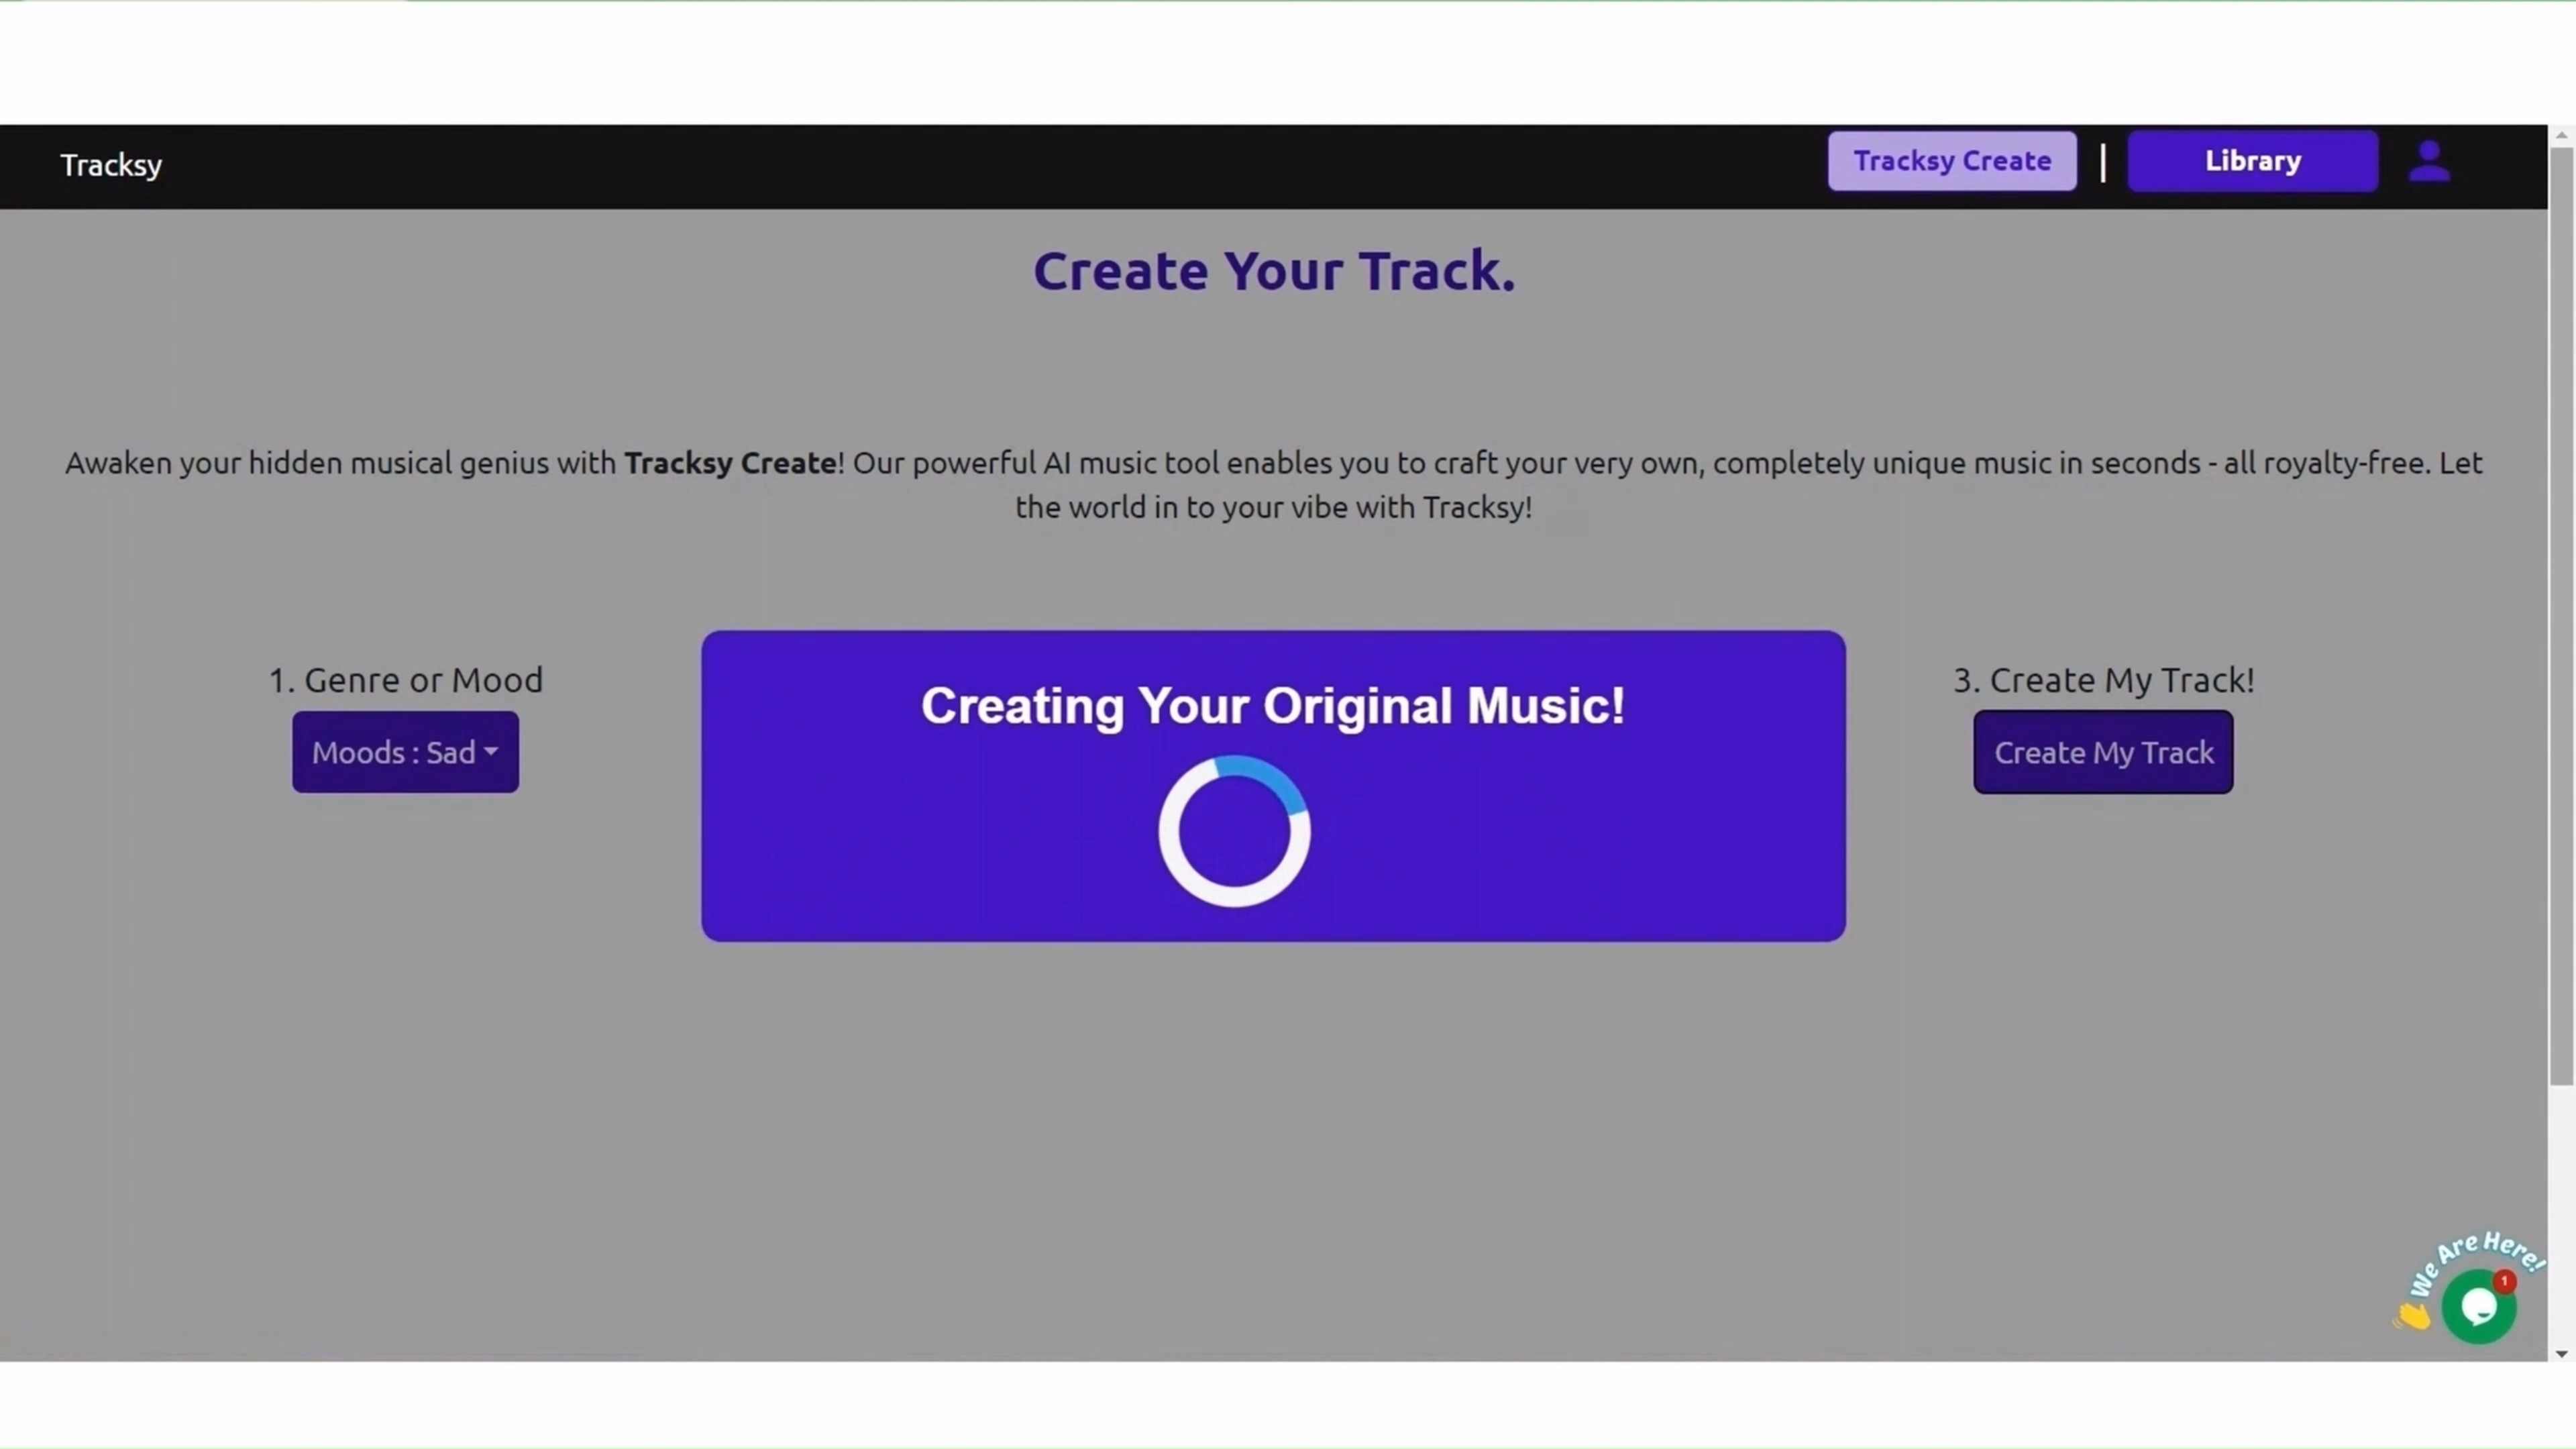 Tracksy
Tracksy Create
|
Library
Create Your Track.
Awaken your hidden musical genius with Tracksy Create! Our powerful AI music tool enables you to craft your very own, completely unique music in seconds - all royalty-free. Let
the world in to your vibe with Tracksy!
1. Genre or Mood
Moods : Sad
Creating Your Original Music!
3. Create My Track!
Create My Track
We Are Here!
1